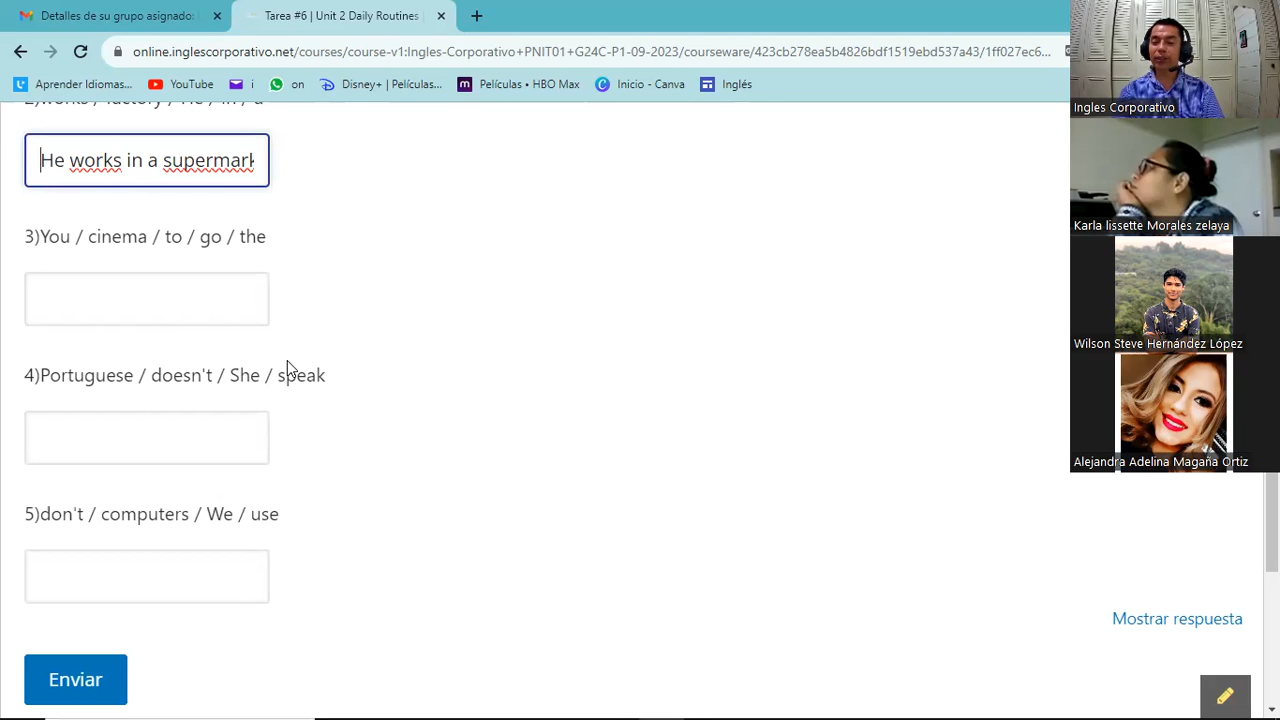 Detalles de su grupo asignado:
Tarea #6 | Unit 2 Daily Routines
online.inglescorporativo.net/courses/course-v1:Ingles-Corporativo+PNIT01+G24C-P1-09-2023/courseware/
Aprender Idiomas...
YouTube
i
on
Disney+, | Películas...
Películas • HBO Max
Inicio - Canva
Inglés
He works in a supermark
3)You / cinema / to / go / the
4)Portuguese / doesn't / She / speak
5)don't / computers / We / use
Mostrar respuesta
Enviar
Ingles Corporativo
Karla lissette Morales zelaya
Wilson Steve Hernández López
Alejandra Adelina Magaña Ortiz